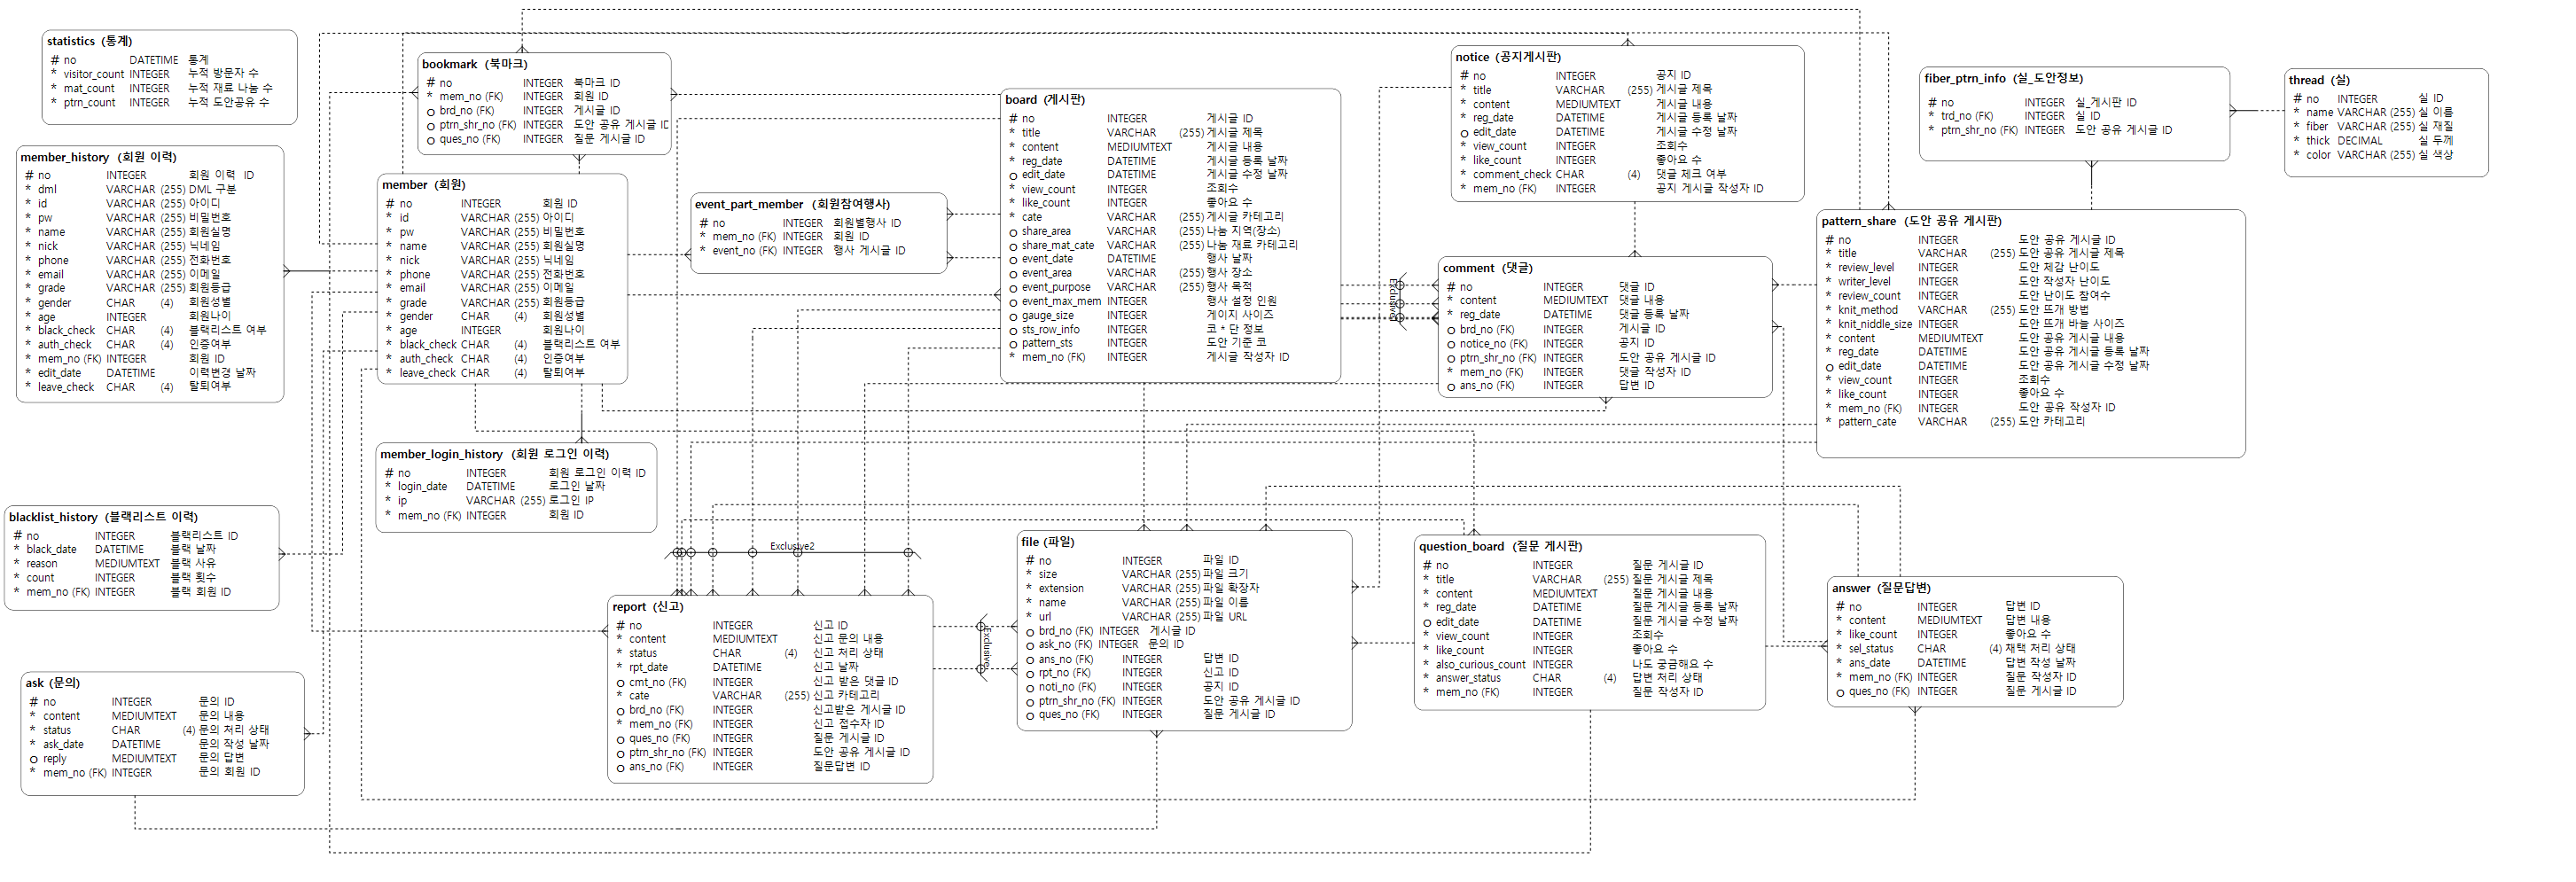 statistics (통계)
# no DATETIME 통계
* visitor_count INTEGER 누적 방문자 수
* mat_count INTEGER 누적 재료 나눔 수
* ptrn_count INTEGER 누적 도안공유 수
bookmark (북마크)
# no INTEGER 북마크 ID
* mem_no (FK) INTEGER 회원 ID
o brd_no (FK) INTEGER 게시글 ID
o ptrn_shr_no (FK) INTEGER 도안 공유 게시글 ID
o ques_no (FK) INTEGER 질문 게시글 ID
board (게시판)
# no INTEGER 게시글 ID
* title VARCHAR (255) 게시글 제목
* content MEDIUMTEXT 게시글 내용
* reg_date DATETIME 게시글 등록 날짜
o edit_date DATETIME 게시글 수정 날짜
* view_count INTEGER 조회수
* like_count INTEGER 좋아요 수
* cate VARCHAR (255) 게시글 카테고리
o share_area VARCHAR (255) 나눔 지역(장소)
o share_mat_cate VARCHAR (255) 나눔 재료 카테고리
o event_date DATETIME 행사 날짜
o event_area VARCHAR (255) 행사 장소
o event_purpose VARCHAR (255) 행사 목적
o event_max_mem INTEGER 행사 설정 인원
o gauge_size INTEGER 게이지 사이즈
o sts_row_info INTEGER 코 * 단 정보
o pattern_sts INTEGER 도안 기준 코
* mem_no (FK) INTEGER 게시글 작성자 ID
notice (공지게시판)
# no INTEGER 공지 ID
* title VARCHAR (255) 게시글 제목
* content MEDIUMTEXT 게시글 내용
* reg_date DATETIME 게시글 등록 날짜
o edit_date DATETIME 게시글 수정 날짜
* view_count INTEGER 조회수
* like_count INTEGER 좋아요 수
* comment_check CHAR (4) 댓글 체크 여부
* mem_no (FK) INTEGER 공지 게시글 작성자 ID
fiber_ptrn_info (실_도안정보)
# no INTEGER 실_게시판 ID
* trd_no (FK) INTEGER 실 ID
* ptrn_shr_no (FK) INTEGER 도안 공유 게시글 ID
thread (실)
# no INTEGER 실 ID
* name VARCHAR (255) 실 이름
* fiber VARCHAR (255) 실 재질
* thick DECIMAL 실 두께
* color VARCHAR (255) 실 색상
member_history (회원 이력)
# no INTEGER 회원 이력 ID
* dml VARCHAR (255) DML 구분
* id VARCHAR (255) 아이디
* pw VARCHAR (255) 비밀번호
* name VARCHAR (255) 회원실명
* nick VARCHAR (255) 닉네임
* phone VARCHAR (255) 전화번호
* email VARCHAR (255) 이메일
* grade VARCHAR (255) 회원등급
* gender CHAR (4) 회원성별
* age INTEGER 회원나이
* black_check CHAR (4) 블랙리스트 여부
* auth_check CHAR (4) 인증여부
* mem_no (FK) INTEGER 회원 ID
* edit_date DATETIME 이력변경 날짜
* leave_check CHAR (4) 탈퇴여부
member (회원)
# no INTEGER 회원 ID
* id VARCHAR (255) 아이디
* pw VARCHAR (255) 비밀번호
* name VARCHAR (255) 회원실명
* nick VARCHAR (255) 닉네임
* phone VARCHAR (255) 전화번호
* email VARCHAR (255) 이메일
* grade VARCHAR (255) 회원등급
* gender CHAR (4) 회원성별
* age INTEGER 회원나이
* black_check CHAR (4) 블랙리스트 여부
* auth_check CHAR (4) 인증여부
* leave_check CHAR (4) 탈퇴여부
event_part_member (회원참여행사)
# no INTEGER 회원별행사 ID
* mem_no (FK) INTEGER 회원 ID
* event_no (FK) INTEGER 행사 게시글 ID
comment (댓글)
# no INTEGER 댓글 ID
* content MEDIUMTEXT 댓글 내용
* reg_date DATETIME 댓글 등록 날짜
o brd_no (FK) INTEGER 게시글 ID
o notice_no (FK) INTEGER 공지 ID
o ptrn_shr_no (FK) INTEGER 도안 공유 게시글 ID
* mem_no (FK) INTEGER 댓글 작성자 ID
o ans_no (FK) INTEGER 답변 ID
pattern_share (도안 공유 게시판)
# no INTEGER 도안 공유 게시글 ID
* title VARCHAR (255) 도안 공유 게시글 제목
* review_level INTEGER 도안 체감 난이도
* writer_level INTEGER 도안 작성자 난이도
* review_count INTEGER 도안 난이도 참여수
* knit_method VARCHAR (255) 도안 뜨개 방법
* knit_niddle_size INTEGER 도안 뜨개 바늘 사이즈
* content MEDIUMTEXT 도안 공유 게시글 내용
* reg_date DATETIME 도안 공유 게시글 등록 날짜
o edit_date DATETIME 도안 공유 게시글 수정 날짜
* view_count INTEGER 조회수
* like_count INTEGER 좋아요 수
* mem_no (FK) INTEGER 도안 공유 작성자 ID
* pattern_cate VARCHAR (255) 도안 카테고리
member_login_history (회원 로그인 이력)
# no INTEGER 회원 로그인 이력 ID
* login_date DATETIME 로그인 날짜
* ip VARCHAR (255) 로그인 IP
* mem_no (FK) INTEGER 회원 ID
blacklist_history (블랙리스트 이력)
# no INTEGER 블랙리스트 ID
* black_date DATETIME 블랙 날짜
* reason MEDIUMTEXT 블랙 사유
* count INTEGER 블랙 횟수
* mem_no (FK) INTEGER 블랙 회원 ID
Exclusive2
report (신고)
# no INTEGER 신고 ID
* content MEDIUMTEXT 신고 문의 내용
* status CHAR (4) 신고 처리 상태
* rpt_date DATETIME 신고 날짜
o cmt_no (FK) INTEGER 신고 받은 댓글 ID
* cate VARCHAR (255) 신고 카테고리
o brd_no (FK) INTEGER 신고받은 게시글 ID
* mem_no (FK) INTEGER 신고 접수자 ID
o ques_no (FK) INTEGER 질문 게시글 ID
o ptrn_shr_no (FK) INTEGER 도안 공유 게시글 ID
o ans_no (FK) INTEGER 질문답변 ID
file (파일)
# no INTEGER 파일 ID
* size VARCHAR (255) 파일 크기
* extension VARCHAR (255) 파일 확장자
* name VARCHAR (255) 파일 이름
* url VARCHAR (255) 파일 URL
o brd_no (FK) INTEGER 게시글 ID
o ask_no (FK) INTEGER 문의 ID
o ans_no (FK) INTEGER 답변 ID
o rpt_no (FK) INTEGER 신고 ID
o noti_no (FK) INTEGER 공지 ID
o ptrn_shr_no (FK) INTEGER 도안 공유 게시글 ID
o ques_no (FK) INTEGER 질문 게시글 ID
question_board (질문 게시판)
# no INTEGER 질문 게시글 ID
* title VARCHAR (255) 질문 게시글 제목
* content MEDIUMTEXT 질문 게시글 내용
* reg_date DATETIME 질문 게시글 등록 날짜
o edit_date DATETIME 질문 게시글 수정 날짜
* view_count INTEGER 조회수
* like_count INTEGER 좋아요 수
* also_curious_count INTEGER 나도 궁금해요 수
* answer_status CHAR (4) 답변 처리 상태
* mem_no (FK) INTEGER 질문 작성자 ID
answer (질문답변)
# no INTEGER 답변 ID
* content MEDIUMTEXT 답변 내용
* like_count INTEGER 좋아요 수
* sel_status CHAR (4) 채택 처리 상태
* ans_date DATETIME 답변 작성 날짜
* mem_no (FK) INTEGER 질문 작성자 ID
o ques_no (FK) INTEGER 질문 게시글 ID
ask (문의)
# no INTEGER 문의 ID
* content MEDIUMTEXT 문의 내용
* status CHAR (4) 문의 처리 상태
* ask_date DATETIME 문의 작성 날짜
o reply MEDIUMTEXT 문의 답변
* mem_no (FK) INTEGER 문의 회원 ID